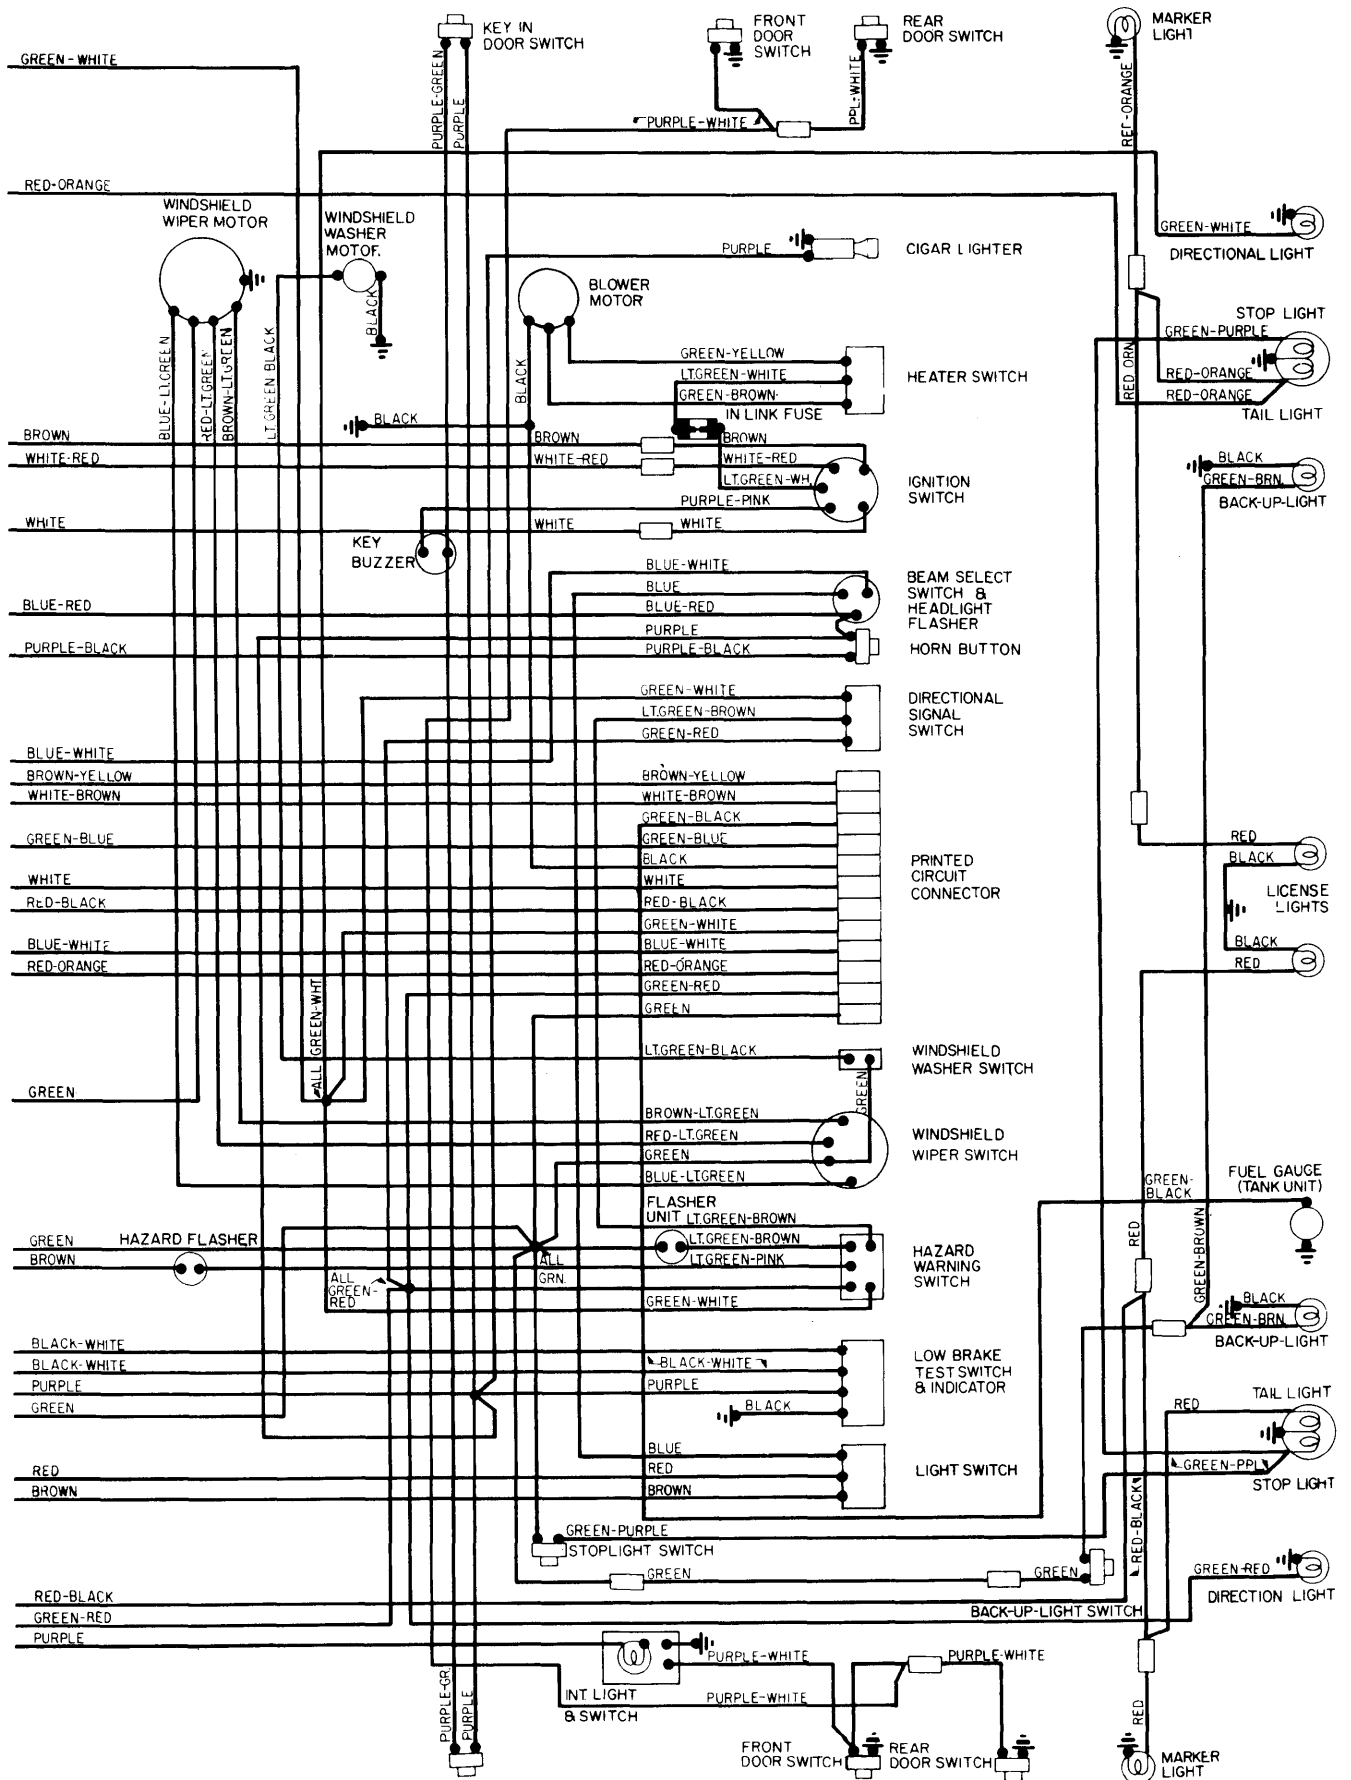 KEY IN
DOOR SWITCH
FRONT
DOOR
SWITCH
REAR
DOOR SWITCH
MARKER
LIGHT
GREEN-WHITE
PURPLE-GREEN
PURPLE
PURPLE-WHITE
PPL-WHITE
RED-ORANGE
RED-ORANGE
WINDSHIELD
WIPER MOTOR
WINDSHIELD
WASHER
MOTOF.
GREEN-WHITE
DIRECTIONAL LIGHT
PURPLE
CIGAR LIGHTER
BLOWER
MOTOR
BLACK
STOP LIGHT
GREEN-PURPLE
BLUE-LT.GREEN
RED-LT.GREEN
BROWN-LT.GREEN
LT.GREEN BLACK
BLACK
GREEN-YELLOW
LT.GREEN-WHITE
GREEN-BROWN
HEATER SWITCH
RED ORN
RED-ORANGE
RED-ORANGE
TAIL LIGHT
IN LINK FUSE
BLACK
BROWN
BROWN
BROWN
WHITE-RED
WHITE-RED
WHITE-RED
LT.GREEN-WH.
PURPLE-PINK
IGNITION
SWITCH
BLACK
GREEN-BRN.
BACK-UP-LIGHT
WHITE
WHITE
WHITE
KEY
BUZZER
BLUE-WHITE
BLUE
BLUE-RED
BLUE-RED
PURPLE
PURPLE-BLACK
PURPLE-BLACK
BEAM SELECT
SWITCH &
HEADLIGHT
FLASHER
HORN BUTTON
GREEN-WHITE
LT.GREEN-BROWN
GREEN-RED
DIRECTIONAL
SIGNAL
SWITCH
BLUE-WHITE
BROWN-YELLOW
BROWN-YELLOW
WHITE-BROWN
WHITE-BROWN
GREEN-BLACK
GREEN-BLUE
GREEN-BLUE
BLACK
WHITE
WHITE
RED-BLACK
RED-BLACK
GREEN-WHITE
BLUE-WHITE
BLUE-WHITE
RED-ORANGE
RED-ORANGE
GREEN-RED
GREEN
PRINTED
CIRCUIT
CONNECTOR
RED
BLACK
LICENSE
LIGHTS
BLACK
RED
ALL GREEN-WHT.
LT.GREEN-BLACK
WINDSHIELD
WASHER SWITCH
GREEN
GREEN
BROWN-LT.GREEN
RED-LT.GREEN
GREEN
BLUE-LTGREEN
WINDSHIELD
WIPER SWITCH
FUEL GAUGE
(TANK UNIT)
GREEN-
BLACK
FLASHER
UNIT
LT.GREEN-BROWN
LT.GREEN-BROWN
LT.GREEN-PINK
GREEN-WHITE
HAZARD
WARNING
SWITCH
GREEN
BROWN
HAZARD FLASHER
ALL
GREEN-
RED
ALL
GRN.
RED
GREEN-BROWN
BLACK
GREEN-BRN.
BACK-UP-LIGHT
BLACK-WHITE
BLACK-WHITE
BLACK-WHITE
PURPLE
PURPLE
GREEN
BLACK
LOW BRAKE
TEST SWITCH
& INDICATOR
TAIL LIGHT
RED
GREEN-PPL
STOP LIGHT
BLUE
RED
RED
BROWN
BROWN
LIGHT SWITCH
RED-BLACK
GREEN-PURPLE
STOPLIGHT SWITCH
GREEN
GREEN
BACK-UP-LIGHT SWITCH
GREEN-RED
DIRECTION LIGHT
RED-BLACK
GREEN-RED
PURPLE
PURPLE-GR.
PURPLE
PURPLE-WHITE
PURPLE-WHITE
PURPLE-WHITE
INT. LIGHT
& SWITCH
RED
FRONT
DOOR SWITCH
REAR
DOOR SWITCH
MARKER
LIGHT